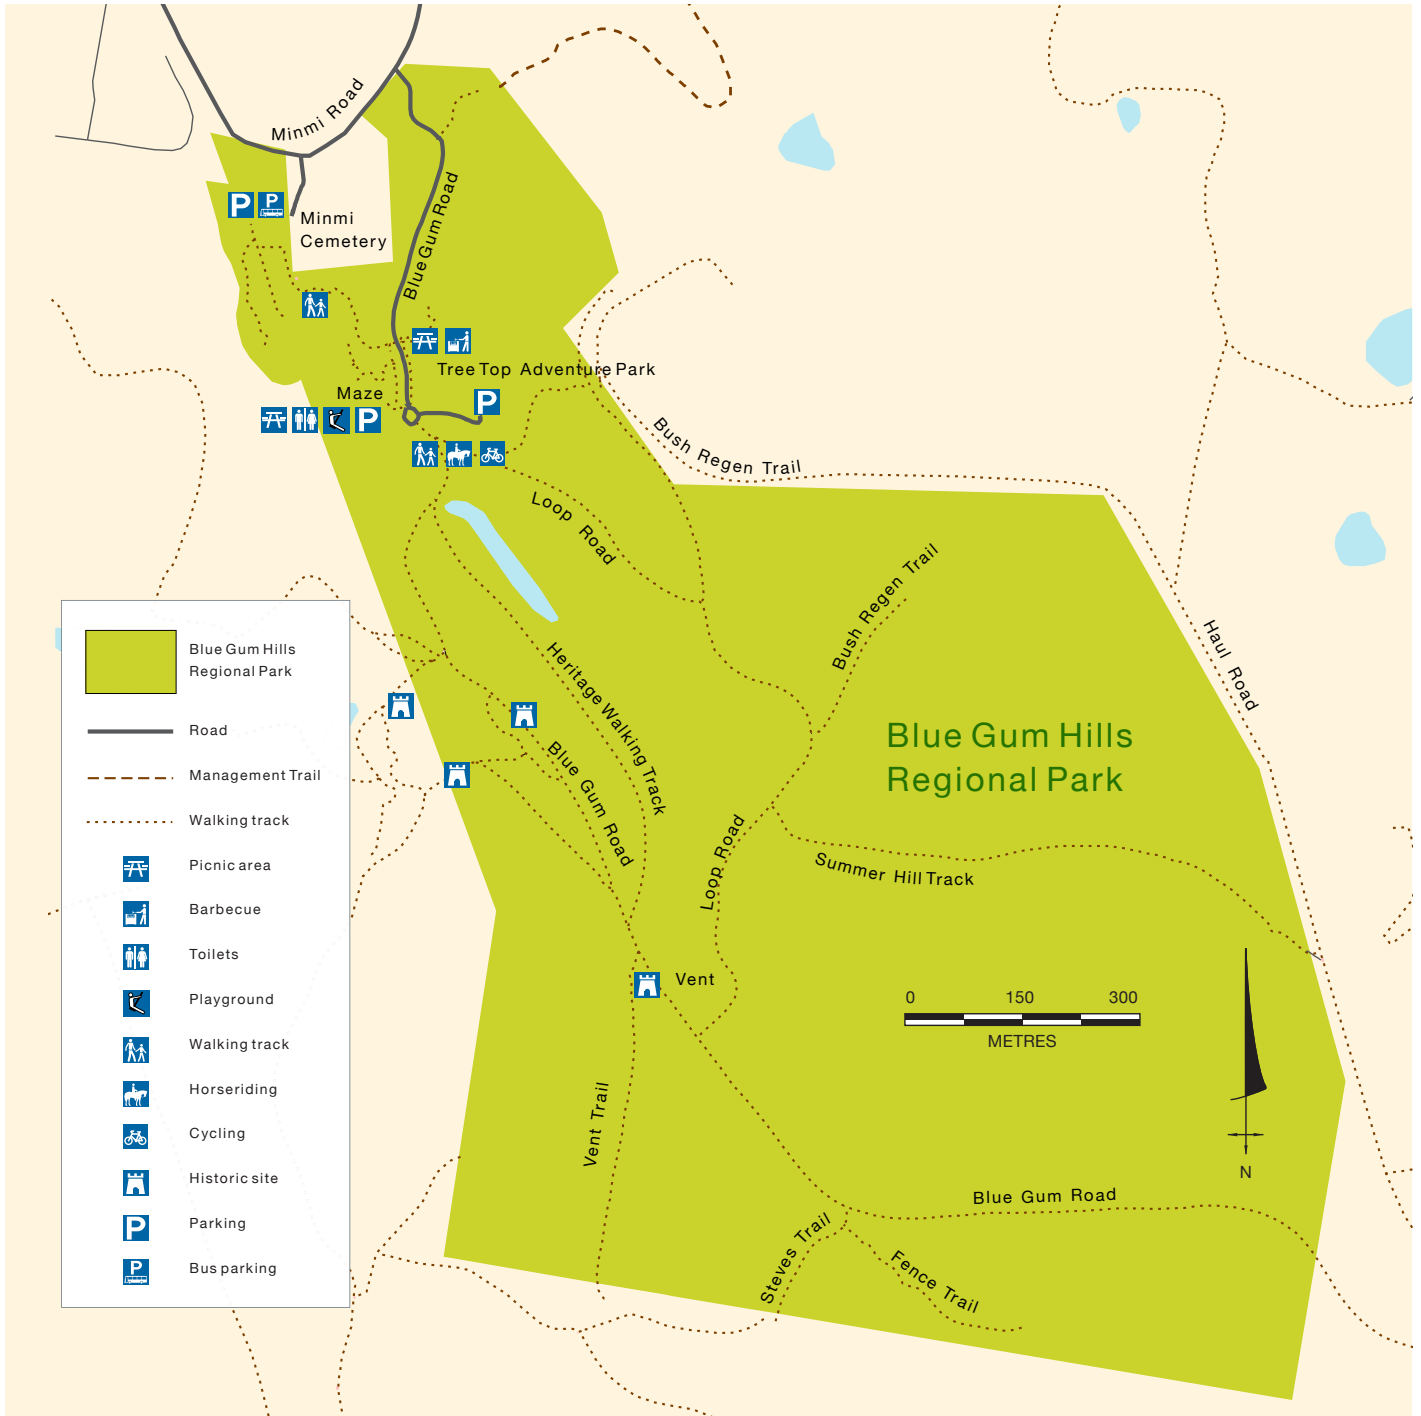 Minmi Road
P
P
Minmi
Cemetery
Blue Gum Road
Tree Top Adventure Park
Maze
P
P
Bush Regen Trail
Loop Road
Bush Regen Trail
Haul Road
Heritage Walking Track
Blue Gum Hills
Regional Park
Blue Gum Road
Loop Road
Summer Hill Track
Vent
0 150 300
METRES
Vent Trail
N
Blue Gum Road
Steves Trail
Fence Trail
Blue Gum Hills
Regional Park
Road
Management Trail
Walking track
Picnic area
Barbecue
Toilets
Playground
Walking track
Horseriding
Cycling
Historic site
P Parking
P Bus parking